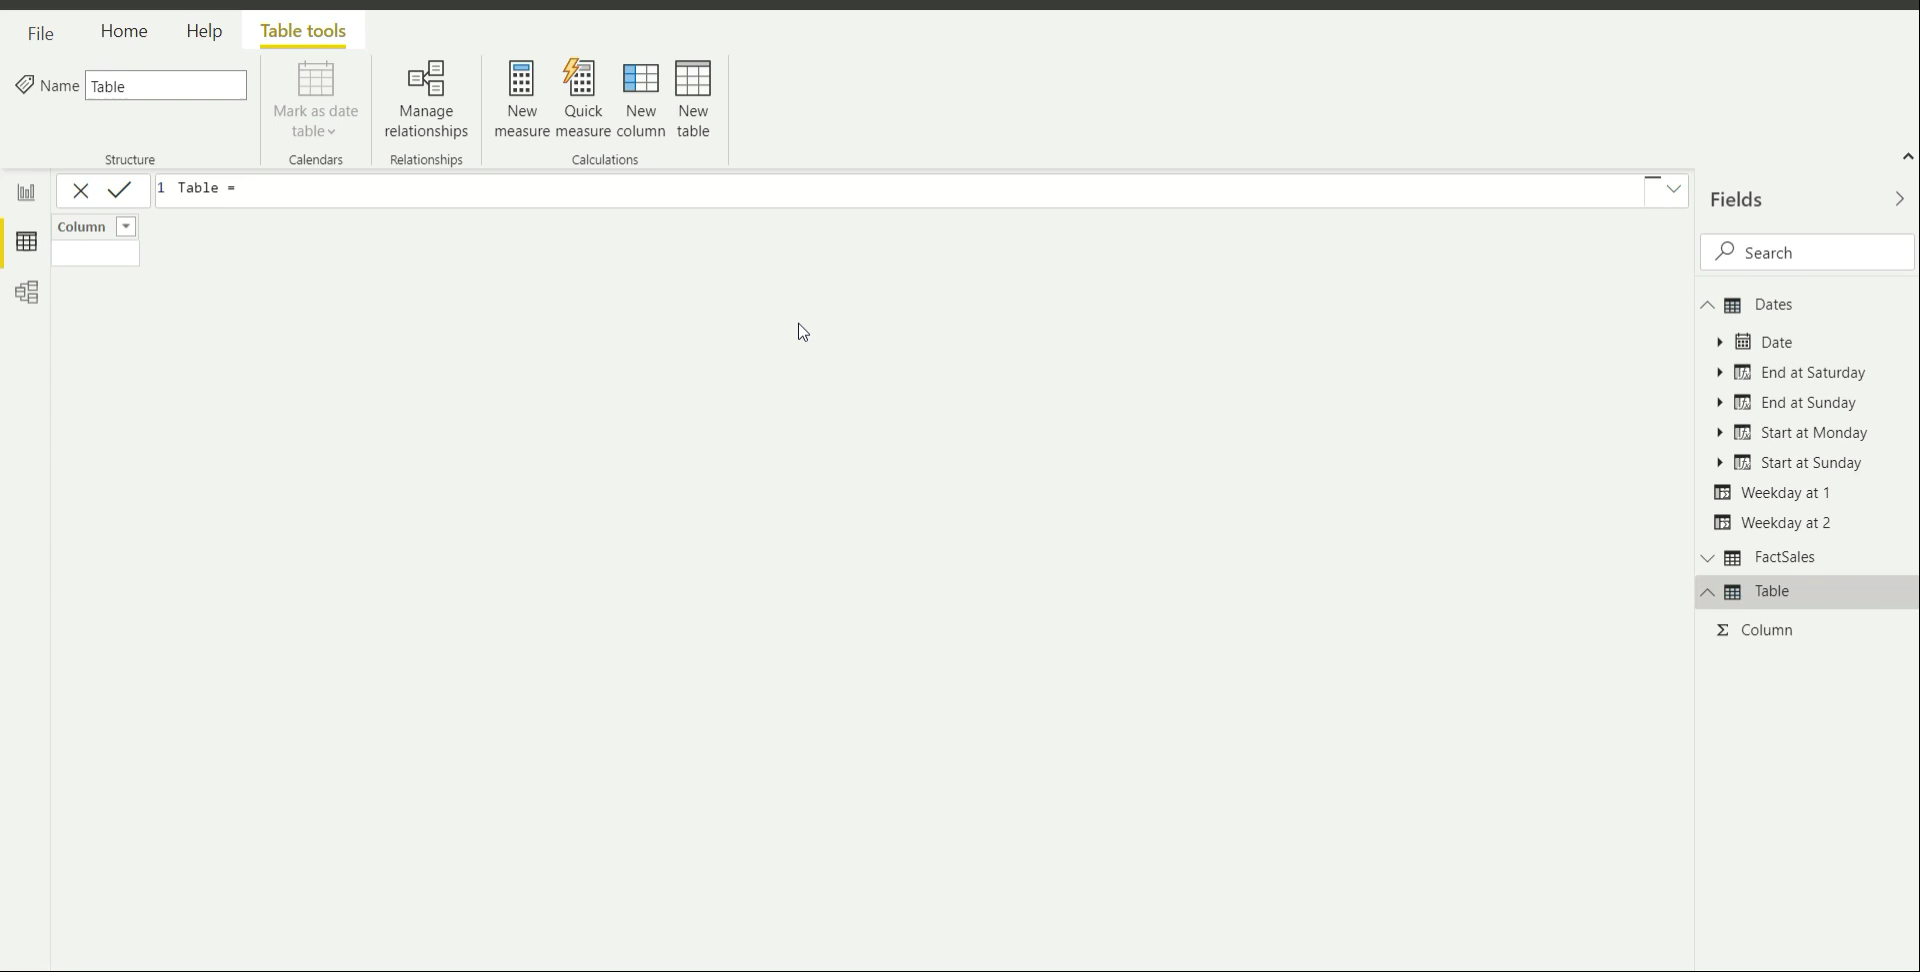 File Home Help Table tools
Name Table
Mark as date table
Manage relationships
New measure
Quick measure
New column
New table
Structure Calendars Relationships Calculations
1 Table =
Column
Fields
Search
Dates
Date
End at Saturday
End at Sunday
Start at Monday
Start at Sunday
Weekday at 1
Weekday at 2
FactSales
Table
Σ Column